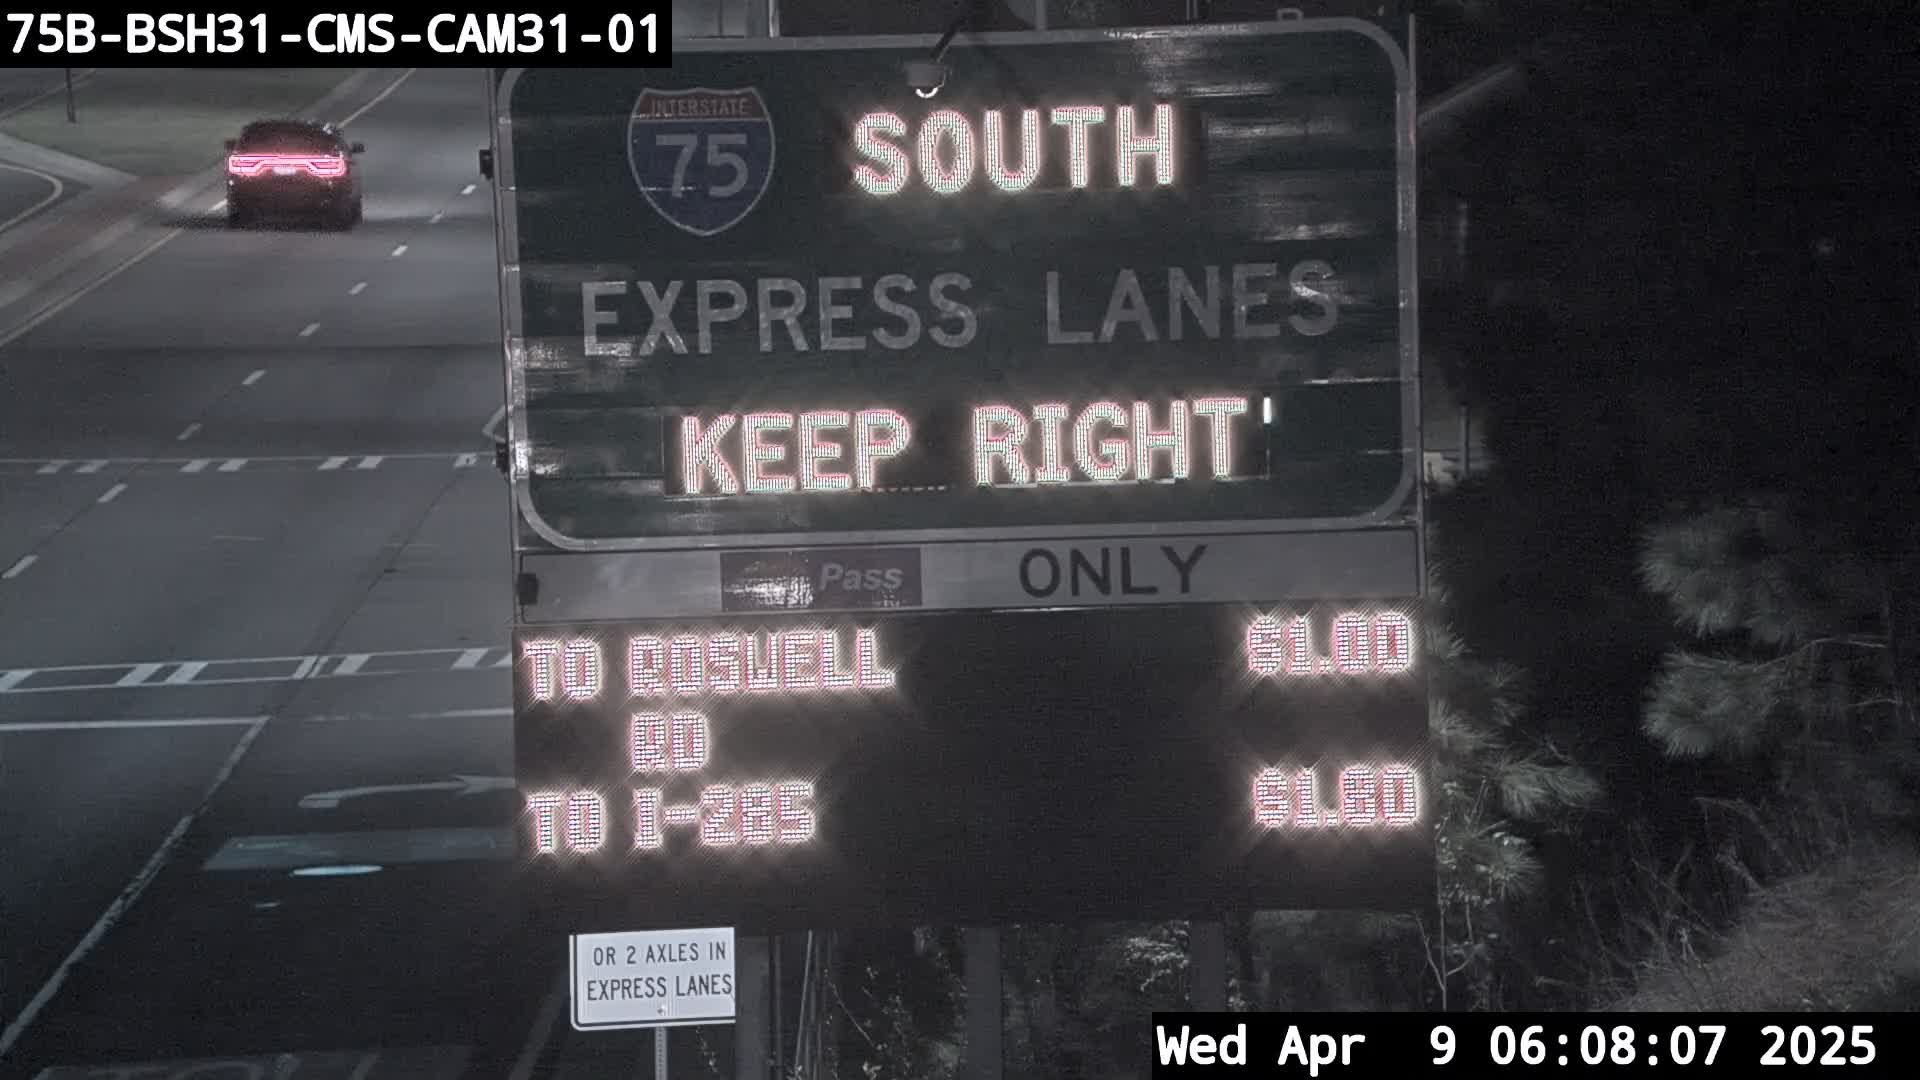 75B-BSH31-CMS-CAM31-01
INTERSTATE
75
SOUTH
EXPRESS LANES
KEEP RIGHT
Pass ONLY
TO ROSWELL $1.00
RD
TO I-285 $1.80
OR 2 AXLES IN
EXPRESS LANES
Wed Apr 9 06:08:07 2025